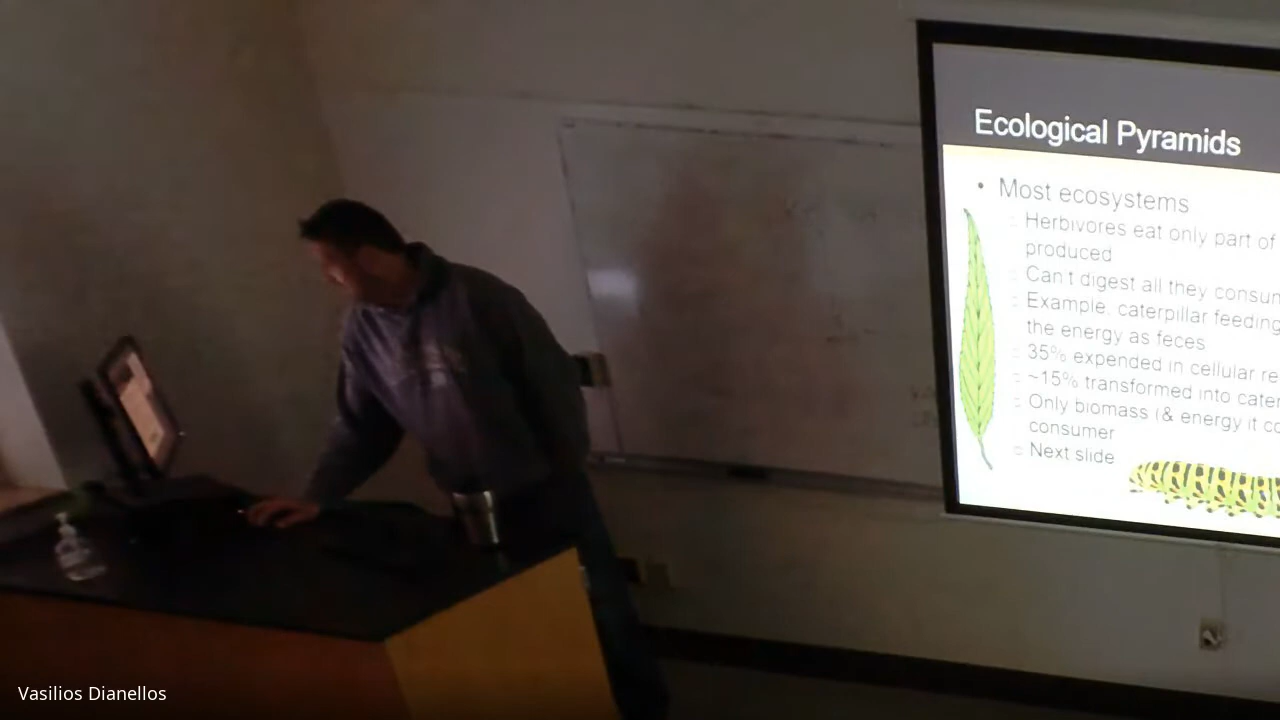 Ecological Pyramids
• Most ecosystems
Herbivores eat only part of
produced
Can't digest all they consum
Example, caterpillar feeding
the energy as feces
35% expended in cellular re
~15% transformed into cater
Only biomass (& energy it co
consumer
Next slide
Vasilios Dianellos